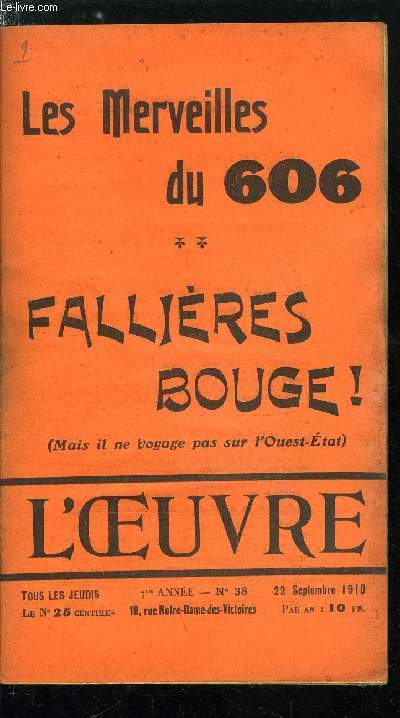 Le-livre.com
9
Les Merveilles
du 606
FALLIÈRES
BOUGE!
(Mais il ne voyage pas sur l'Ouest-État)
L'ŒUVRE
TOUS LES JEUDIS 7me ANNÉE — N° 38 22 Septembre 1910
LE N° 25 CENTIMES 18, rue Notre-Dame-des-Victoires PAR AN : 10 FR.